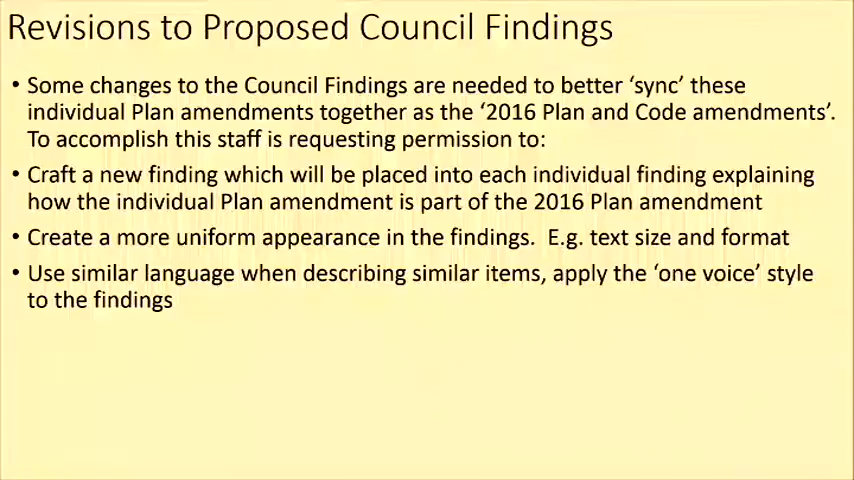 Revisions to Proposed Council Findings
• Some changes to the Council Findings are needed to better ‘sync’ these
individual Plan amendments together as the ‘2016 Plan and Code amendments’.
To accomplish this staff is requesting permission to:
• Craft a new finding which will be placed into each individual finding explaining
how the individual Plan amendment is part of the 2016 Plan amendment
• Create a more uniform appearance in the findings.  E.g. text size and format
• Use similar language when describing similar items, apply the ‘one voice’ style
to the findings